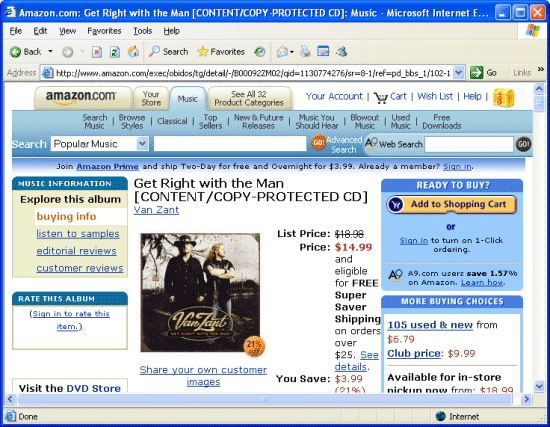 Amazon.com: Get Right with the Man [CONTENT/COPY-PROTECTED CD]: Music - Microsoft Internet E...
File Edit View Favorites Tools Help
Back Search Favorites
Address http://www.amazon.com/exec/obidos/tg/detail/-/B00092ZM02/qid=1130774276/sr=8-1/ref=pd_bbs_1/102-1 Go Links »
amazon.com Your Store Music See All 32 Product Categories Your Account | Cart | Wish List | Help |
Search Music | Browse Styles | Classical | Top Sellers | New & Future Releases | Music You Should Hear | Blowout Music | Used Music | Free Downloads
Search Popular Music GO! Advanced Search A9 Web Search GO!
Join Amazon Prime and ship Two-Day for free and Overnight for $3.99. Already a member? Sign in.
MUSIC INFORMATION
Explore this album
buying info
listen to samples
editorial reviews
customer reviews
RATE THIS ALBUM
(Sign in to rate this
item.)
Visit the DVD Store
Get Right with the Man
[CONTENT/COPY-PROTECTED CD]
Van Zant
Van Zant
GET RIGHT WITH THE MAN
21% off
Share your own customer
images
List Price: $18.98
Price: $14.99
and
eligible
for FREE
Super
Saver
Shipping
on orders
over
$25. See
details.
You Save: $3.99
(21%)
READY TO BUY?
Add to Shopping Cart
or
Sign in to turn on 1-Click
ordering.
A9 A9.com users save 1.57%
on Amazon. Learn how.
MORE BUYING CHOICES
105 used & new from
$6.79
Club price: $9.99
Available for in-store
pickup now from: $18.99
Done Internet